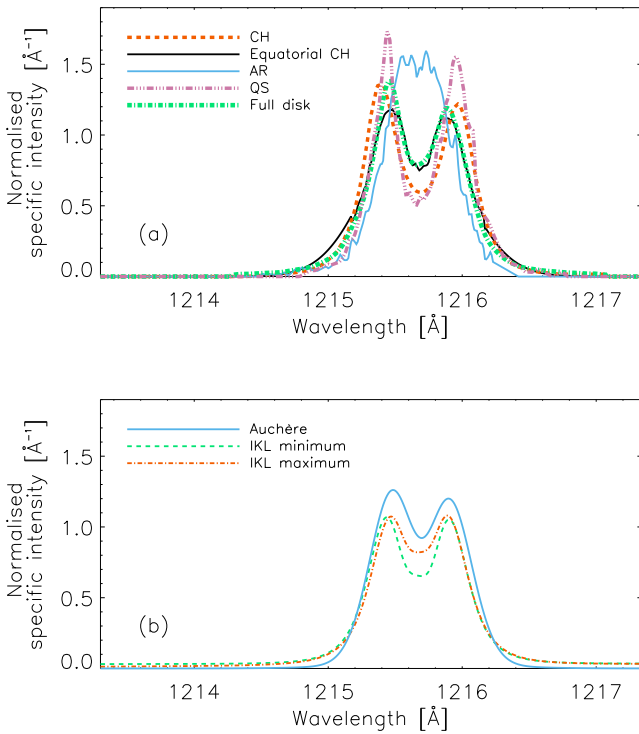 CH
Equatorial CH
AR
QS
Full disk
Normalised
specific intensity [Å⁻¹]
1.5
1.0
0.5
0.0
(a)
1214 1215 1216 1217
Wavelength [Å]
Auchère
IKL minimum
IKL maximum
Normalised
specific intensity [Å⁻¹]
1.5
1.0
0.5
0.0
(b)
1214 1215 1216 1217
Wavelength [Å]